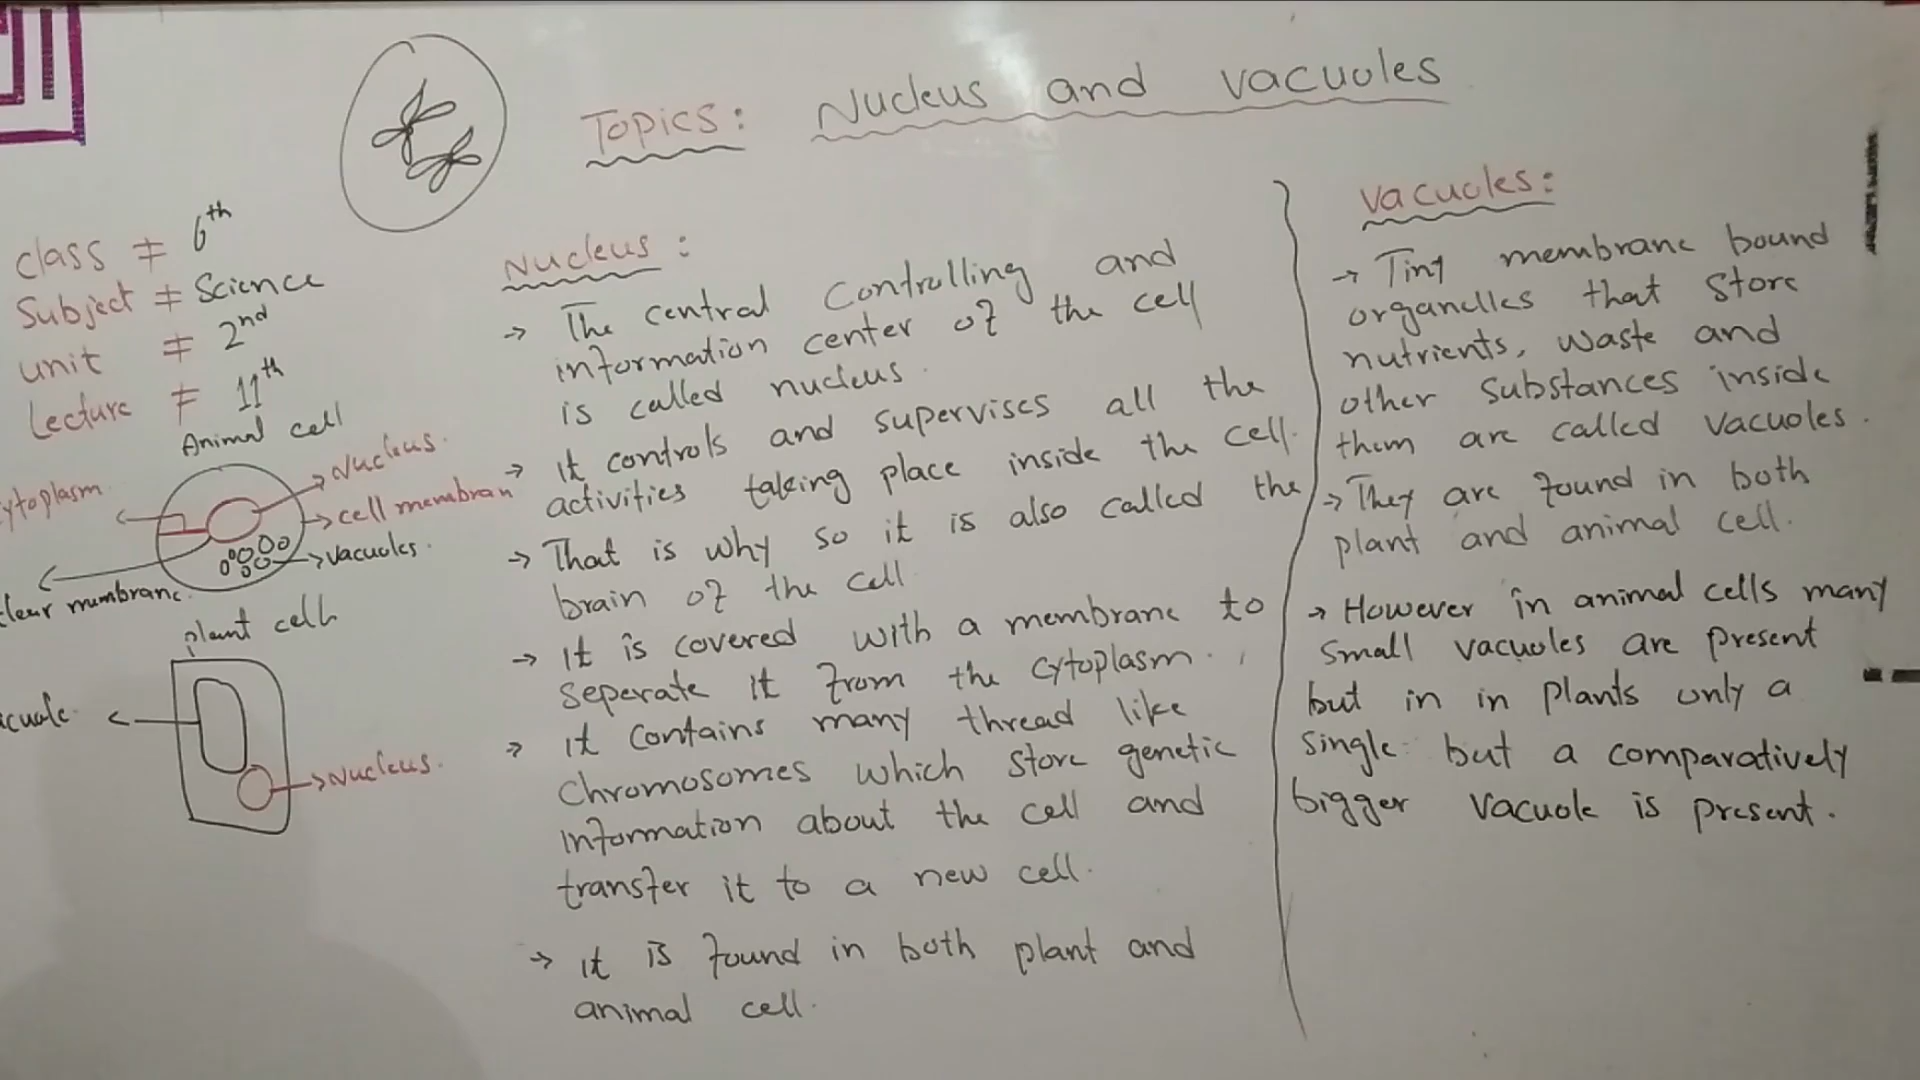 Topics: Nucleus and vacuoles
class = 6th
Subject = Science
unit = 2nd
Lecture = 11th
Animal cell
Nucleus.
cytoplasm
cell membran
vacuoles.
clear mumbranc.
plant cell
acuole
Nucleus.
Nucleus:
→ The central controlling and
information center of the cell
is called nucleus.
→ it controls and supervises all the
activities taking place inside the cell.
→ That is why so it is also called the
brain of the cell
→ it is covered with a membrane to
seperate it from the cytoplasm.
→ it contains many thread like
chromosomes which store genetic
information about the cell and
transfer it to a new cell.
→ it is found in both plant and
animal cell.
Vacuoles:
→ Tiny membrane bound
organelles that store
nutrients, waste and
other substances inside
them are called vacuoles.
→ They are found in both
plant and animal cell.
→ However in animal cells many
small vacuoles are present
but in in plants only a
single but a comparatively
bigger vacuole is present.